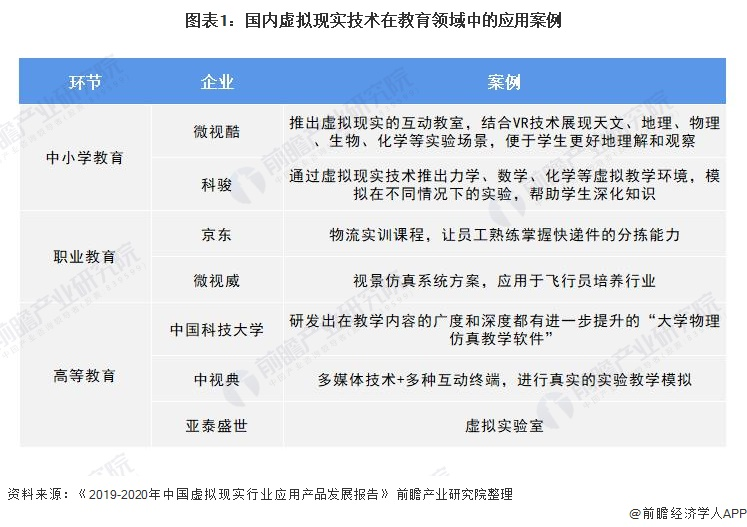 图表1：国内虚拟现实技术在教育领域中的应用案例
环节 企业 案例
中小学教育
微视酷
推出虚拟现实的互动教室，结合VR技术展现天文、地理、物理
、生物、化学等实验场景，便于学生更好地理解和观察
科骏
通过虚拟现实技术推出力学、数学、化学等虚拟教学环境，模
拟在不同情况下的实验，帮助学生深化知识
职业教育
京东
物流实训课程，让员工熟练掌握快递件的分拣能力
微视威
视景仿真系统方案，应用于飞行员培养行业
高等教育
中国科技大学
研发出在教学内容的广度和深度都有进一步提升的“大学物理
仿真教学软件”
中视典
多媒体技术+多种互动终端，进行真实的实验教学模拟
亚泰盛世
虚拟实验室
资料来源：《2019-2020年中国虚拟现实行业应用产品发展报告》前瞻产业研究院整理
@前瞻经济学人APP
前瞻产业研究院